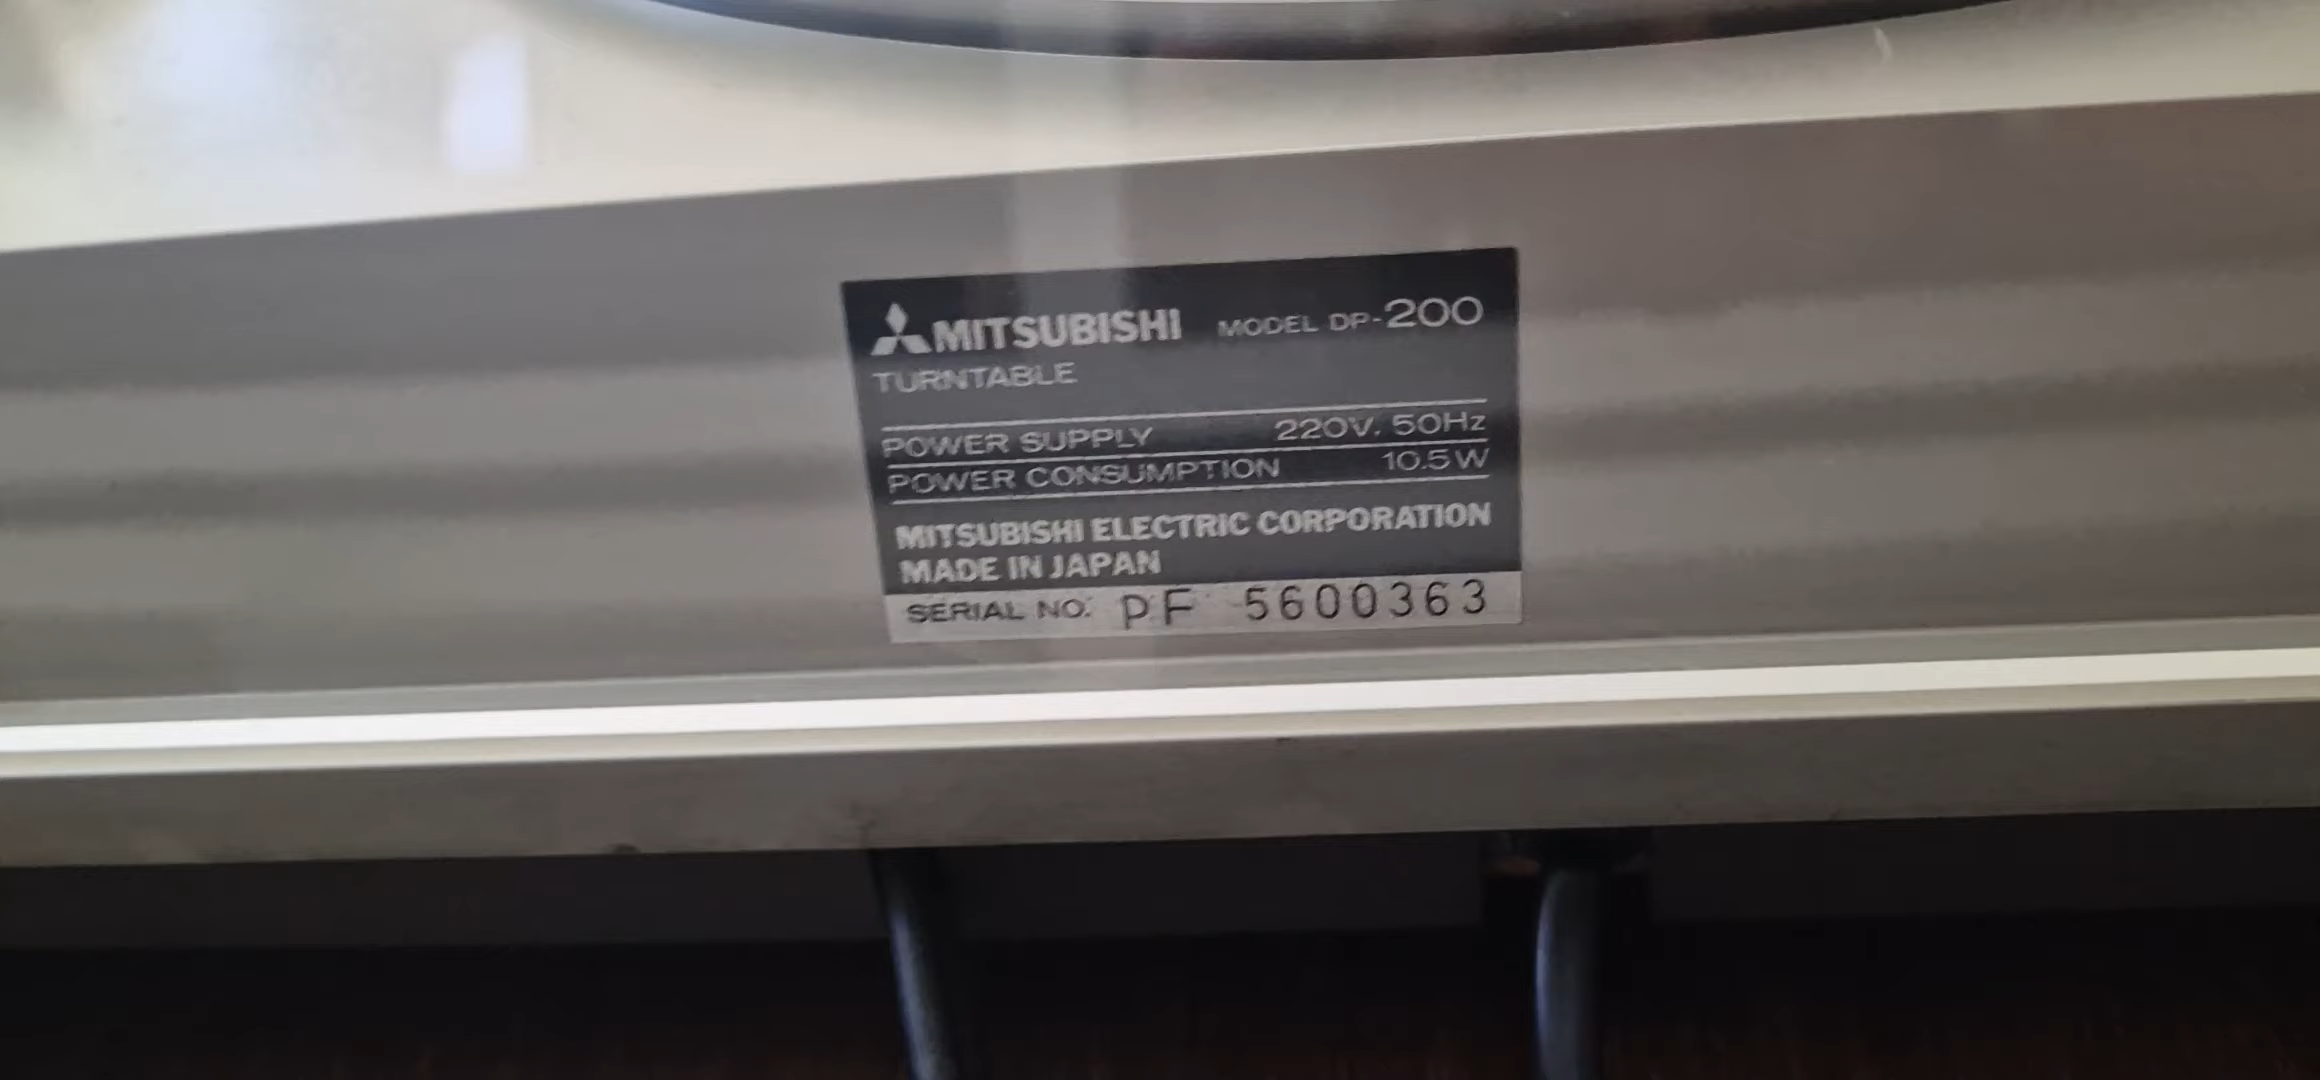 MITSUBISHI MODEL DP-200
TURNTABLE
POWER SUPPLY 220V. 50Hz
POWER CONSUMPTION 10.5W
MITSUBISHI ELECTRIC CORPORATION
MADE IN JAPAN
SERIAL NO. PF 5600363